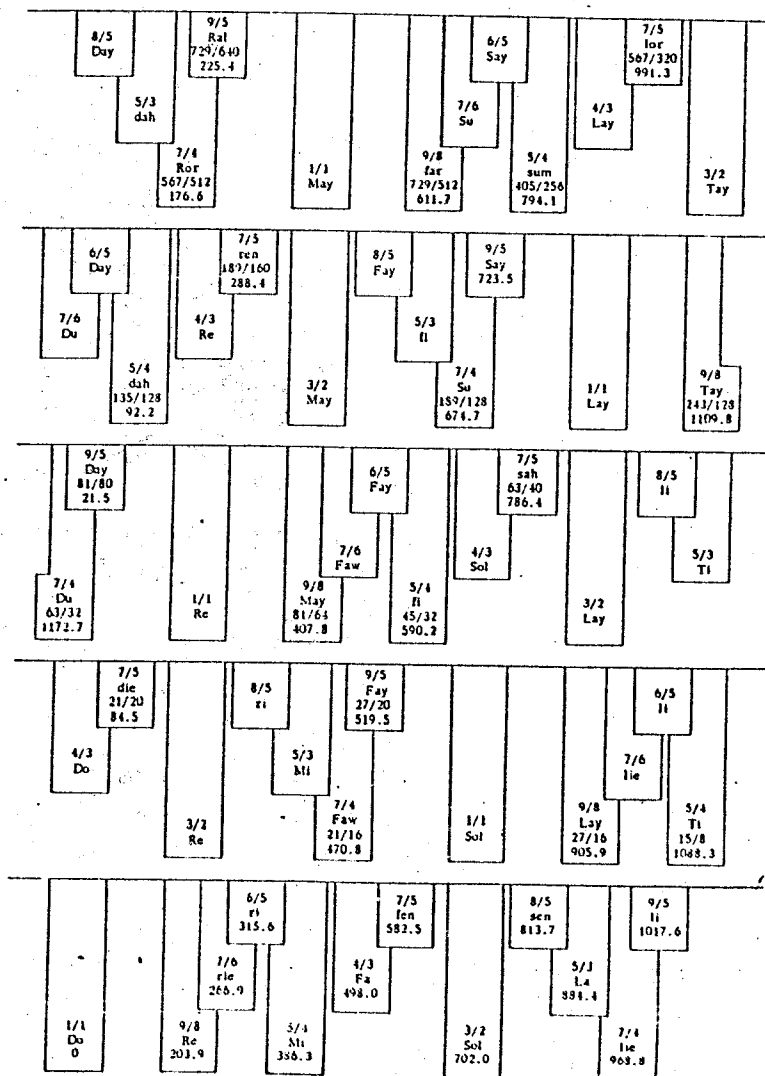 8/5
Day
5/3
dah
7/4
Ror
567/512
176.6
9/5
Ral
729/640
225.4
1/1
May
9/8
far
729/512
611.7
7/6
Su
6/5
Say
5/4
sum
405/256
794.1
4/3
Lay
7/5
lor
567/320
991.3
3/2
Tay
7/6
Du
6/5
Day
5/4
dah
135/128
92.2
4/3
Re
7/5
ren
189/160
288.4
3/2
May
8/5
Fay
5/3
fi
7/4
Su
189/128
674.7
9/5
Say
723.5
1/1
Lay
9/8
Tay
243/128
1109.8
7/4
Du
63/32
1172.7
9/5
Day
81/80
21.5
1/1
Re
9/8
May
81/64
407.8
7/6
Faw
6/5
Fay
5/4
fi
45/32
590.2
4/3
Sol
7/5
sah
63/40
786.4
3/2
Lay
8/5
li
5/3
Ti
4/3
Do
7/5
die
21/20
84.5
3/2
Re
8/5
ri
5/3
Mi
7/4
Faw
21/16
470.8
9/5
Fay
27/20
519.5
1/1
Sol
9/8
Lay
27/16
905.9
7/6
lie
6/5
li
5/4
Ti
15/8
1088.3
1/1
Do
0
9/8
Re
203.9
7/6
rie
266.9
6/5
ri
315.6
5/4
Mi
386.3
4/3
Fa
498.0
7/5
fen
582.5
3/2
Sol
702.0
8/5
sen
813.7
5/3
La
884.4
7/4
lie
968.8
9/5
li
1017.6